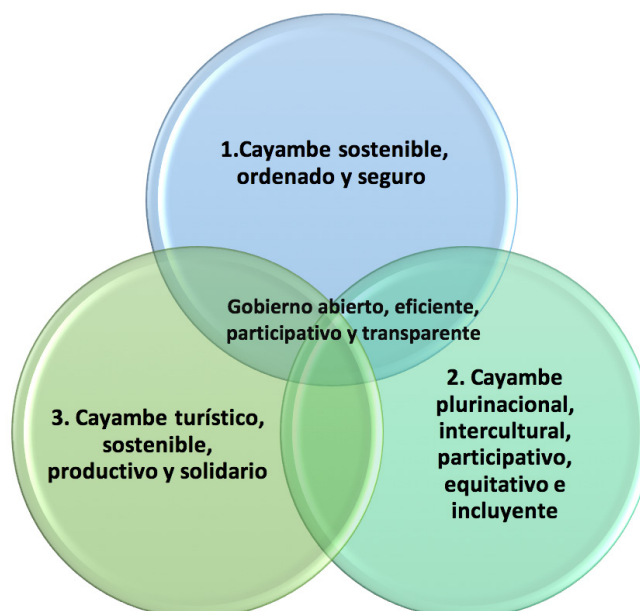 1.Cayambe sostenible,
ordenado y seguro
Gobierno abierto, eficiente,
participativo y transparente
2. Cayambe
plurinacional,
intercultural,
participativo,
equitativo e
incluyente
3. Cayambe turístico,
sostenible,
productivo y solidario